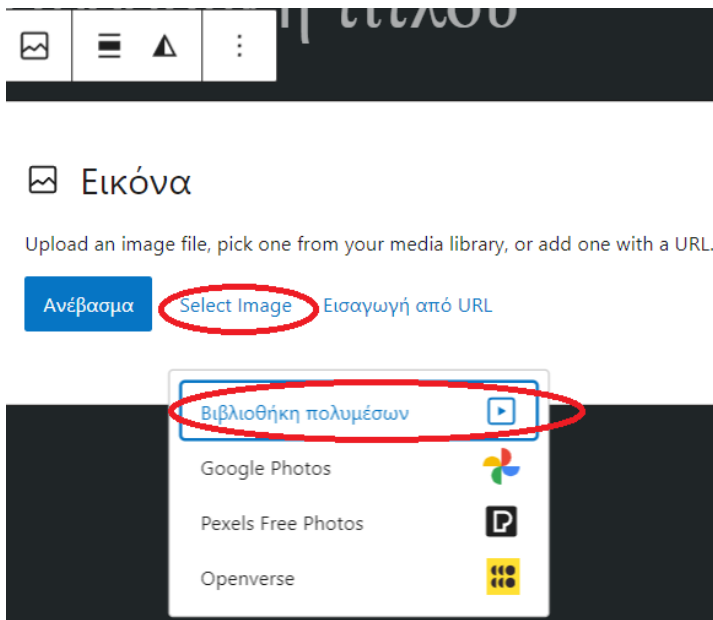 τίτλου
Εικόνα
Upload an image file, pick one from your media library, or add one with a URL.
Ανέβασμα Select Image Εισαγωγή από URL
Βιβλιοθήκη πολυμέσων
Google Photos
Pexels Free Photos
Openverse